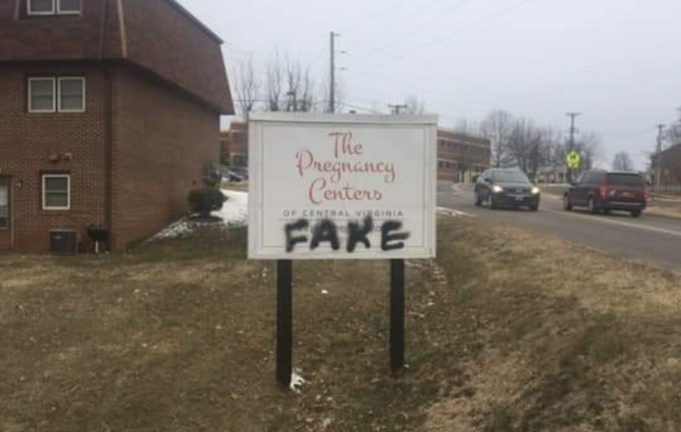 The
Pregnancy
Centers
OF CENTRAL VIRGINIA
FAKE